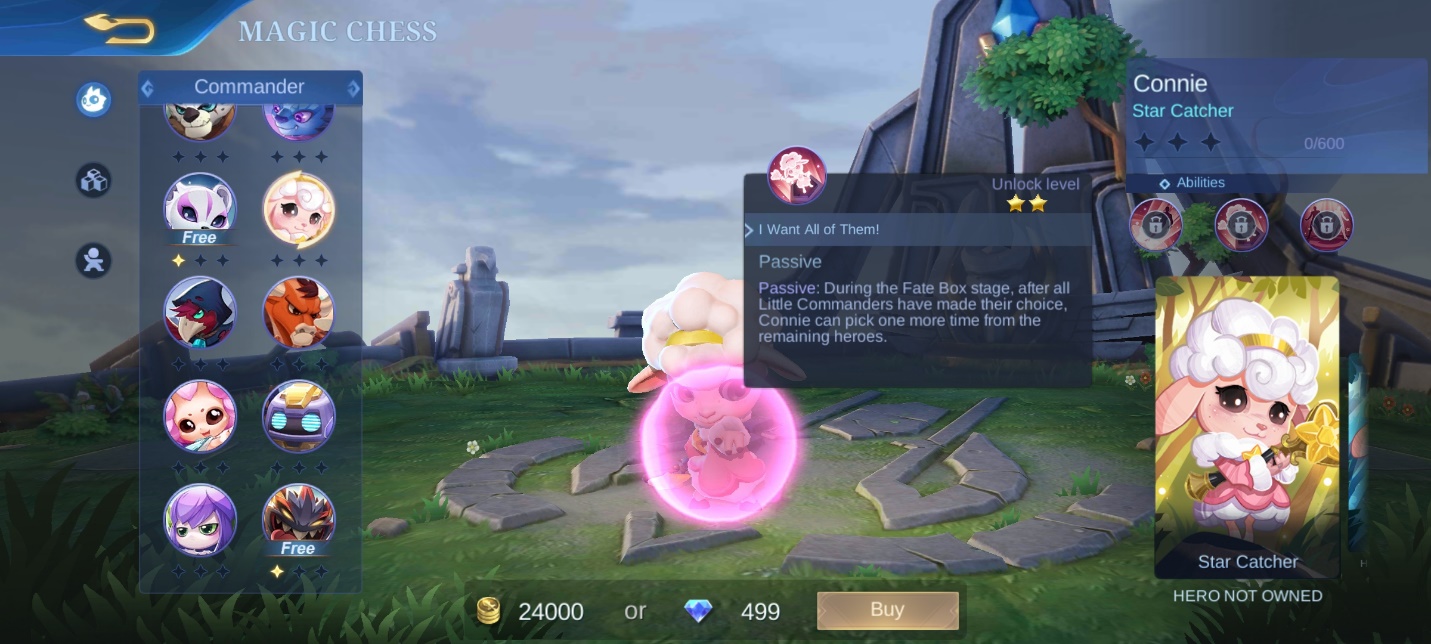 MAGIC CHESS
Commander
Free
Free
Connie
Star Catcher
0/600
Abilities
Unlock level
I Want All of Them!
Passive
Passive: During the Fate Box stage, after all
Little Commanders have made their choice,
Connie can pick one more time from the
remaining heroes.
Star Catcher
HERO NOT OWNED
24000 or 499 Buy